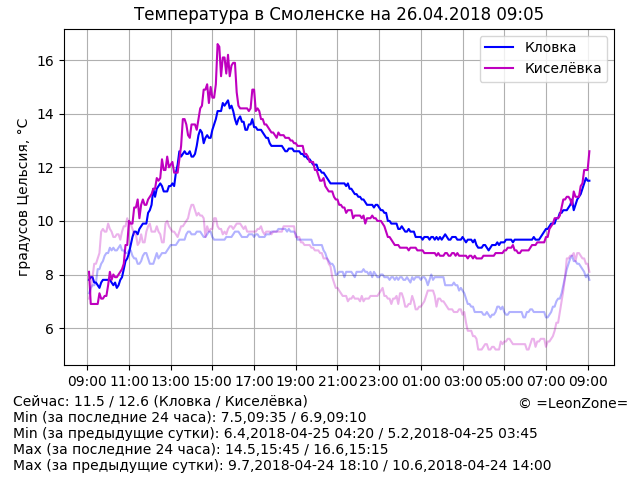 Температура в Смоленске на 26.04.2018 09:05
градусов Цельсия, °C
16
14
12
10
8
6
Кловка
Киселёвка
09:00 11:00 13:00 15:00 17:00 19:00 21:00 23:00 01:00 03:00 05:00 07:00 09:00
Сейчас: 11.5 / 12.6 (Кловка / Киселёвка)
© =LeonZone=
Min (за последние 24 часа): 7.5,09:35 / 6.9,09:10
Min (за предыдущие сутки): 6.4,2018-04-25 04:20 / 5.2,2018-04-25 03:45
Max (за последние 24 часа): 14.5,15:45 / 16.6,15:15
Max (за предыдущие сутки): 9.7,2018-04-24 18:10 / 10.6,2018-04-24 14:00